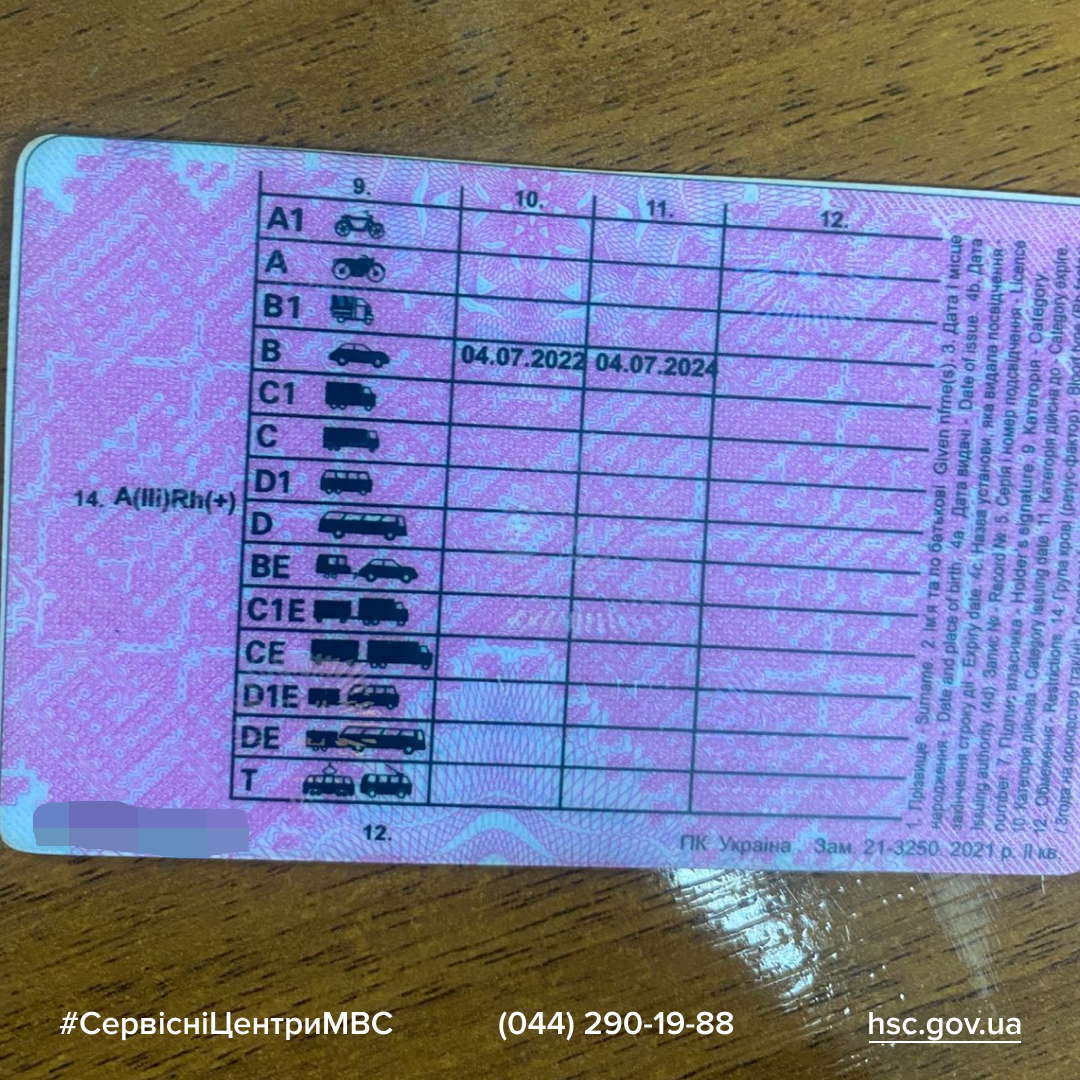 9. 10. 11. 12.
A1
A
B1
B 04.07.2022 04.07.2024
C1
C
D1
14. A(IIi)Rh(+)
D
BE
C1E
CE
D1E
DE
T
12.
ПК Україна Зам. 21-3250. 2021 р. II кв.
1. Прізвище - Surname. 2. Ім'я та по батькові Given nfme(s). 3. Дата і місце
народження - Date and place of birth. 4a. Дата видачі - Date of issue. 4b. Дата
закінчення строку дії - Expiry date. 4c. Назва установи, яка видала посвідчення -
Issuing authority. (4d). Запис № - Record №. 5. Серія і номер посвідчення - Licence
number. 7. Підпис власника - Holder's signature. 9. Категорія - Category.
10. Категорія дійсна - Category issuing date. 11. Категорія дійсна до - Category expire.
12. Обмеження - Restrictions. 14. Група крові (резус-фактор) - Blood type
#СервісніЦентриМВС (044) 290-19-88 hsc.gov.ua